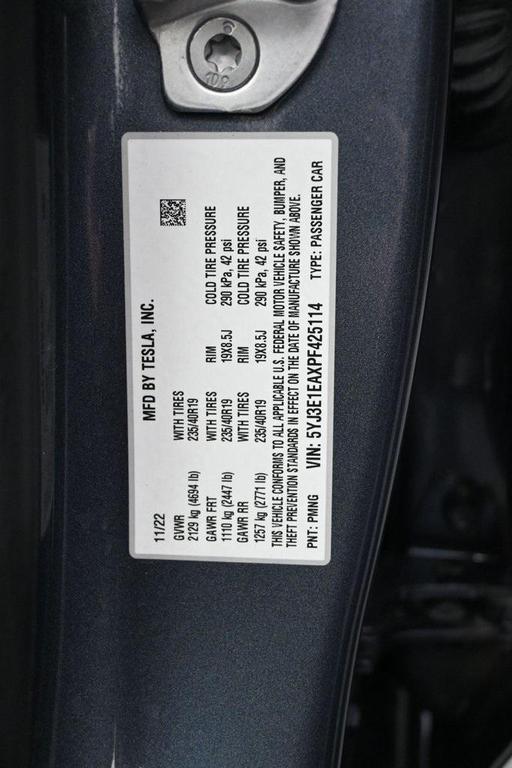 MFD BY TESLA, INC.
11/22
GVWR WITH TIRES
2129 kg (4694 lb) 235/40R19
GAWR FRT WITH TIRES RIM COLD TIRE PRESSURE
1110 kg (2447 lb) 235/40R19 19X8.5J 290 kPa, 42 psi
GAWR RR WITH TIRES RIM COLD TIRE PRESSURE
1257 kg (2771 lb) 235/40R19 19X8.5J 290 kPa, 42 psi
THIS VEHICLE CONFORMS TO ALL APPLICABLE U.S. FEDERAL MOTOR VEHICLE SAFETY, BUMPER, AND
THEFT PREVENTION STANDARDS IN EFFECT ON THE DATE OF MANUFACTURE SHOWN ABOVE.
PNT: PMNG VIN: 5YJ3E1EAXPF425114 TYPE: PASSENGER CAR